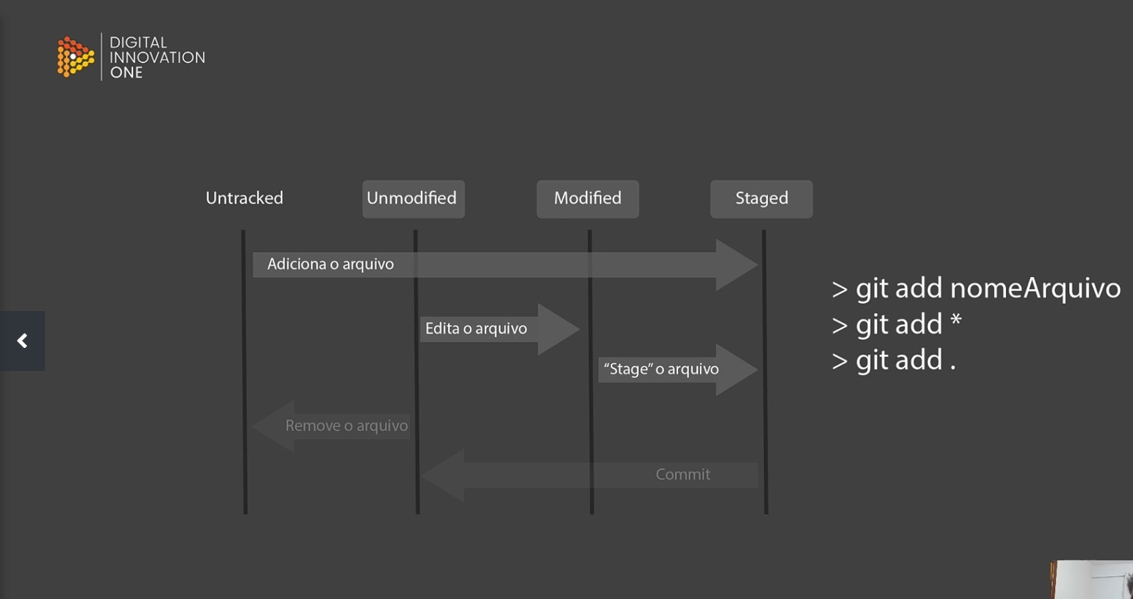 DIGITAL
INNOVATION
ONE
Untracked
Unmodified
Modified
Staged
Adiciona o arquivo
Edita o arquivo
“Stage” o arquivo
Remove o arquivo
Commit
> git add nomeArquivo
> git add *
> git add .